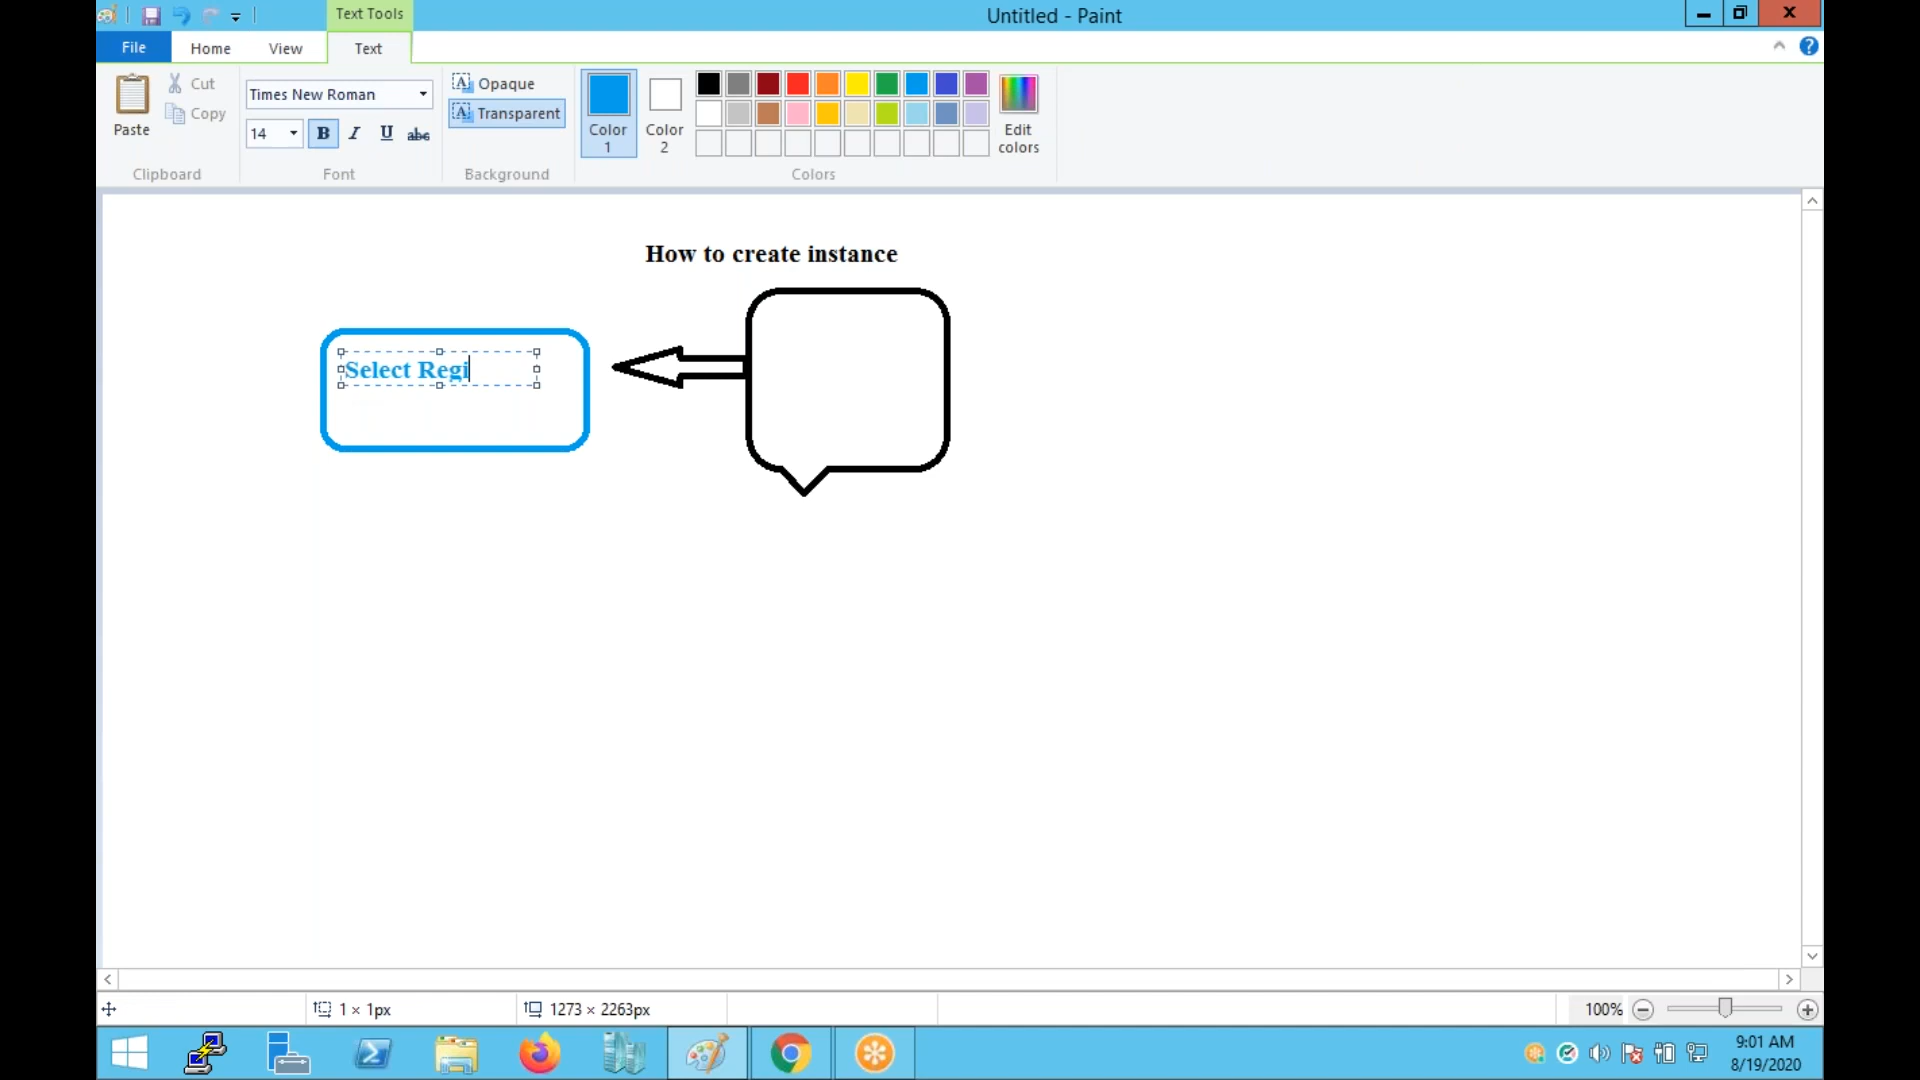 Text Tools
Untitled - Paint
File
Home
View
Text
Paste
Cut
Copy
Clipboard
Times New Roman
14
B
I
U
abc
Font
Opaque
Transparent
Background
Color
1
Color
2
Edit
colors
Colors
How to create instance
Select Regi
1 × 1px
1273 × 2263px
100%
9:01 AM
8/19/2020